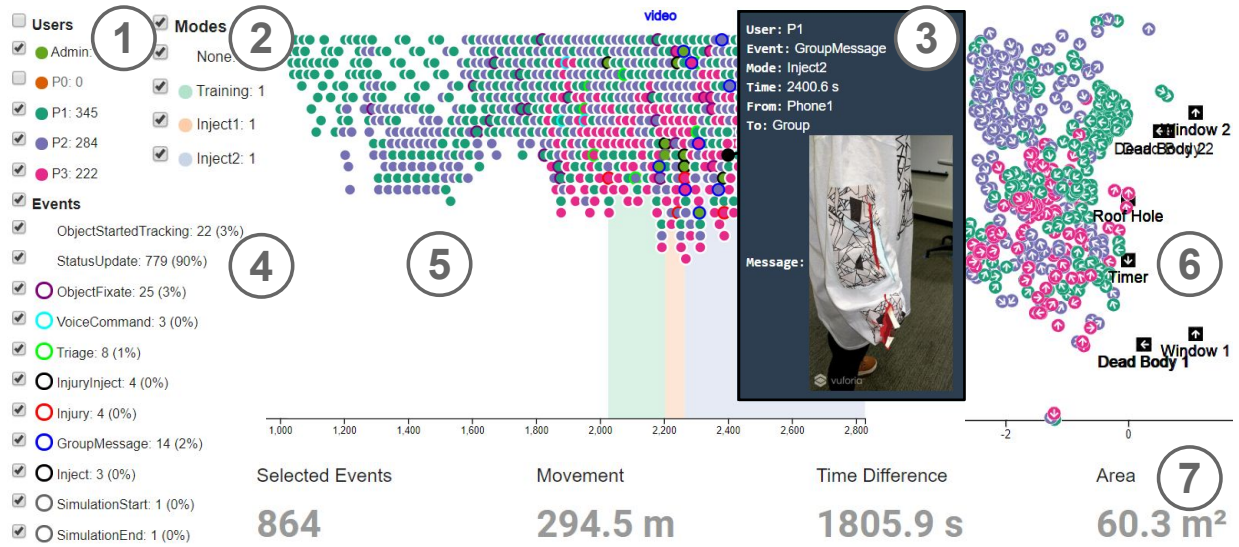 Users
Admin:
P0: 0
P1: 345
P2: 284
P3: 222
1
Modes
None:
Training: 1
Inject1: 1
Inject2: 1
2
Events
ObjectStartedTracking: 22 (3%)
StatusUpdate: 779 (90%)
ObjectFixate: 25 (3%)
VoiceCommand: 3 (0%)
Triage: 8 (1%)
InjuryInject: 4 (0%)
Injury: 4 (0%)
GroupMessage: 14 (2%)
Inject: 3 (0%)
SimulationStart: 1 (0%)
SimulationEnd: 1 (0%)
4
video
5
1,000 1,200 1,400 1,600 1,800 2,000 2,200 2,400 2,600 2,800
User: P1
Event: GroupMessage
Mode: Inject2
Time: 2400.6 s
From: Phone1
To: Group
Message:
vuforia
3
Window 2
Dead Body 2
Roof Hole
Timer
Window 1
Dead Body 1
6
-2 0
Selected Events
864
Movement
294.5 m
Time Difference
1805.9 s
Area
60.3 m²
7